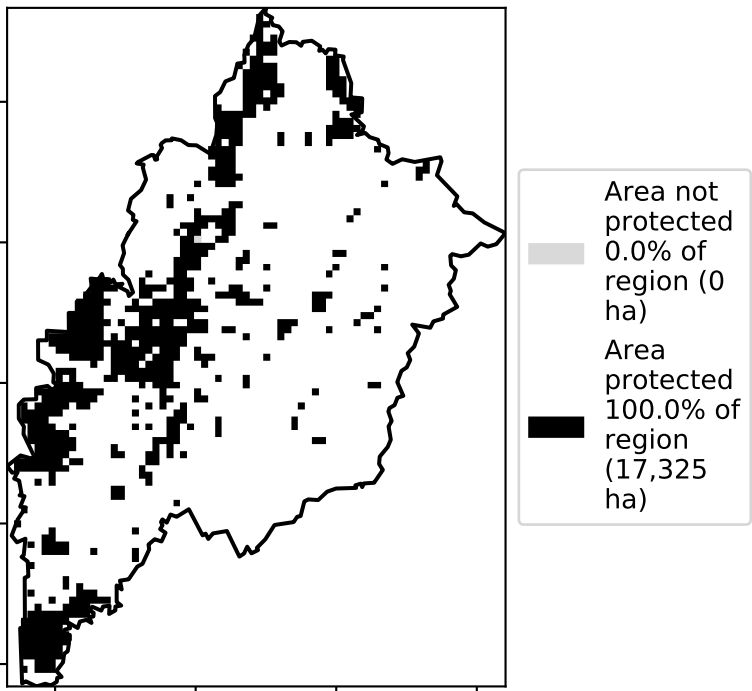 Area not
protected
0.0% of
region (0
ha)
Area
protected
100.0% of
region
(17,325
ha)